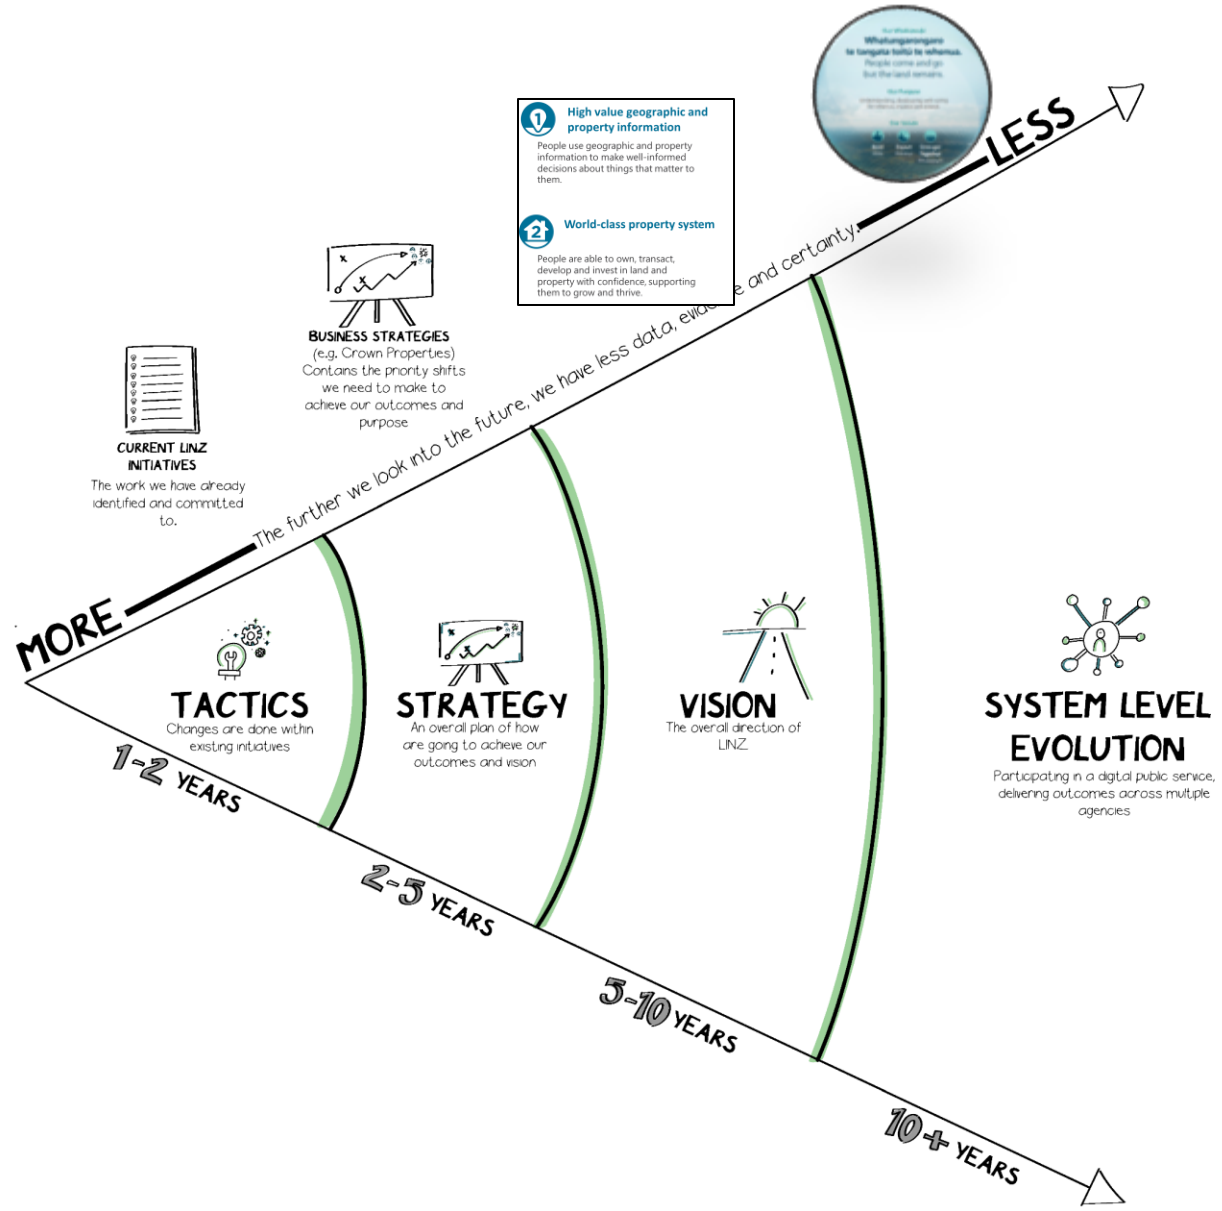 Whatungarongaro
te tangata toitū te whenua.
People come and go
but the land remains
Our Purpose
1
High value geographic and
property information
People use geographic and property
information to make well-informed
decisions about things that matter to
them.
2
World-class property system
People are able to own, transact,
develop and invest in land and
property with confidence, supporting
them to grow and thrive.
BUSINESS STRATEGIES
(e.g. Crown Properties)
Contains the priority shifts
we need to make to
achieve our outcomes and
purpose
CURRENT LINZ
INITIATIVES
The work we have already
identified and committed
to.
MORE
The further we look into the future, we have less data, and certainty.
LESS
TACTICS
Changes are done within
existing initiatives
STRATEGY
An overall plan of how
are going to achieve our
outcomes and vision
VISION
The overall direction of
LINZ
SYSTEM LEVEL
EVOLUTION
Participating in a digital public service,
delivering outcomes across multiple
agencies
1-2 YEARS
2-5 YEARS
5-10 YEARS
10+ YEARS